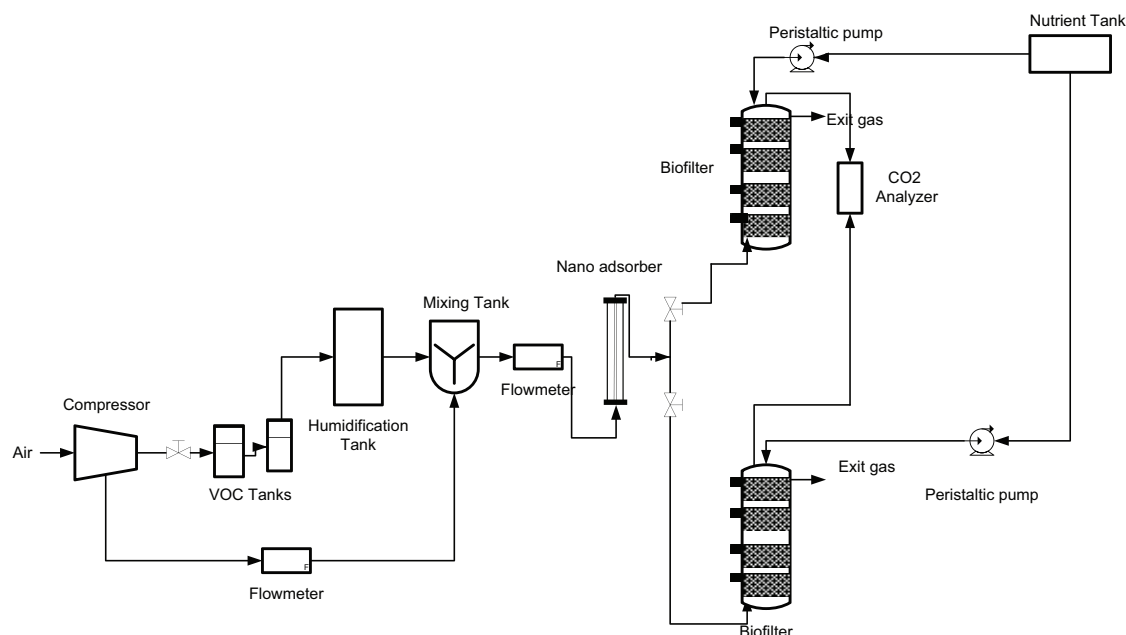 Nutrient Tank
Peristaltic pump
Exit gas
Biofilter
CO2
Analyzer
Nano adsorber
Mixing Tank
F
Flowmeter
Compressor
Humidification
Tank
Air
VOC Tanks
Exit gas
Peristaltic pump
F
Flowmeter
Biofilter